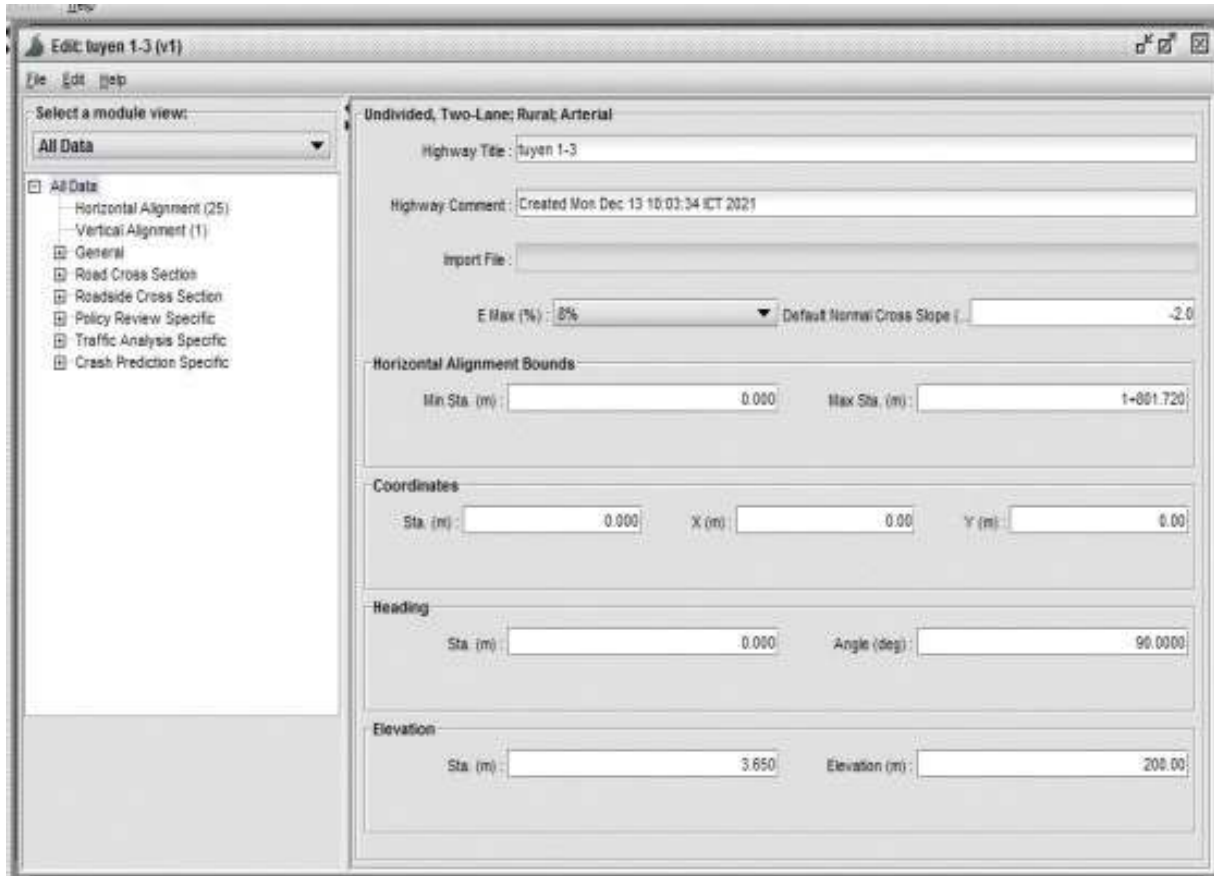 Help
Edit: tuyen 1-3 (v1)
File Edit Help
Select a module view:
All Data
All Data
Horizontal Alignment (25)
Vertical Alignment (1)
General
Road Cross Section
Roadside Cross Section
Policy Review Specific
Traffic Analysis Specific
Crash Prediction Specific
Undivided, Two-Lane; Rural; Arterial
Highway Title : tuyen 1-3
Highway Comment : Created Mon Dec 13 10:03:34 ICT 2021
Import File :
E Max (%) : 8% Default Normal Cross Slope (... -2.0
Horizontal Alignment Bounds
Min Sta. (m) : 0.000 Max Sta. (m) : 1+801.720
Coordinates
Sta. (m) : 0.000 X (m) : 0.00 Y (m) : 0.00
Heading
Sta. (m) : 0.000 Angle (deg) : 90.0000
Elevation
Sta. (m) : 3.650 Elevation (m) : 200.00